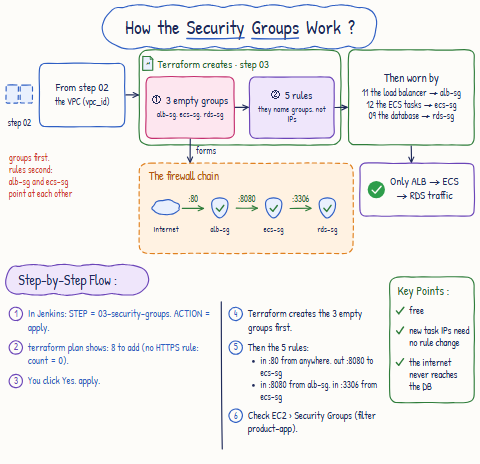 How the Security Groups Work ?
Terraform creates · step 03
From step 02
the VPC (vpc_id)
step 02
① 3 empty groups
alb-sg. ecs-sg. rds-sg
② 5 rules
they name groups. not
IPs
Then worn by
11 the load balancer → alb-sg
12 the ECS tasks → ecs-sg
09 the database → rds-sg
forms
groups first.
rules second:
alb-sg and ecs-sg
point at each other
The firewall chain
:80
:8080
:3306
internet
alb-sg
ecs-sg
rds-sg
Only ALB → ECS
→ RDS traffic
Step-by-Step Flow :
1 In Jenkins: STEP = 03-security-groups. ACTION =
apply.
2 terraform plan shows: 8 to add (no HTTPS rule:
count = 0).
3 You click Yes. apply.
4 Terraform creates the 3 empty
groups first.
5 Then the 5 rules:
• in :80 from anywhere. out :8080 to
ecs-sg
• in :8080 from alb-sg. in :3306 from
ecs-sg
6 Check EC2 › Security Groups (filter
product-app).
Key Points :
✓ free
✓ new task IPs need
no rule change
✓ the internet
never reaches
the DB